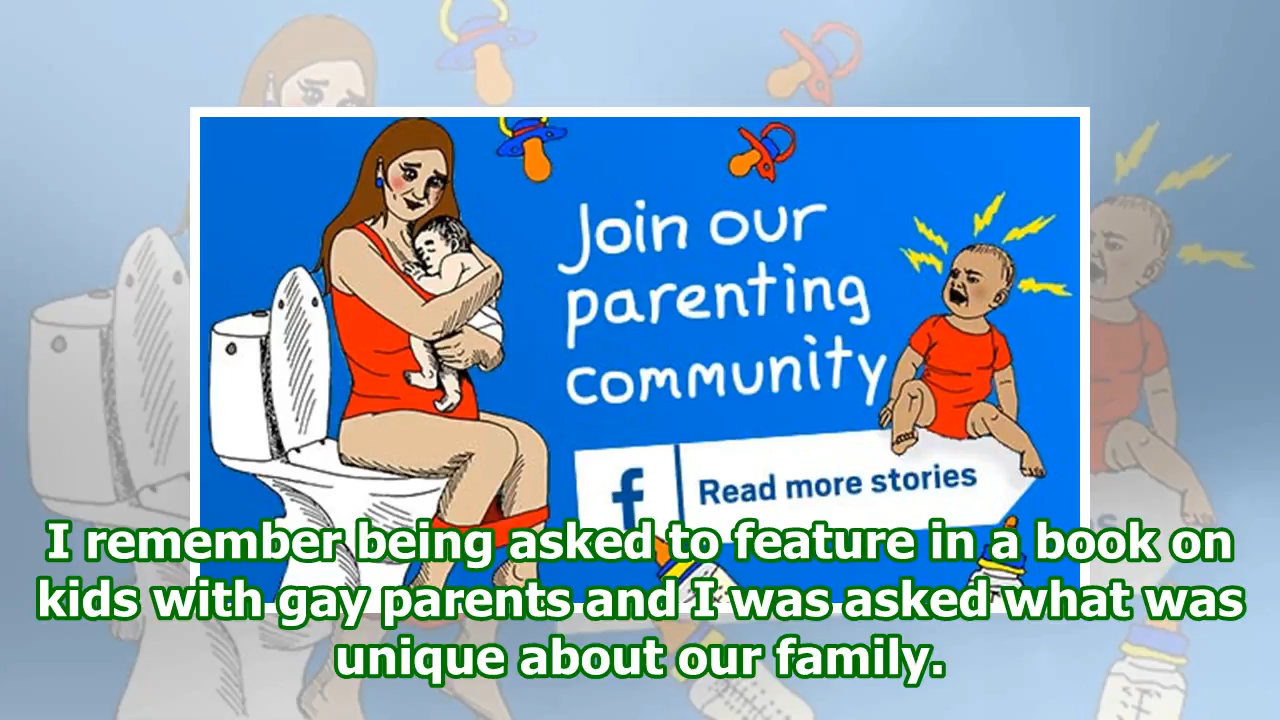 Join our
parenting
community
f Read more stories
I remember being asked to feature in a book on
kids with gay parents and I was asked what was
unique about our family.